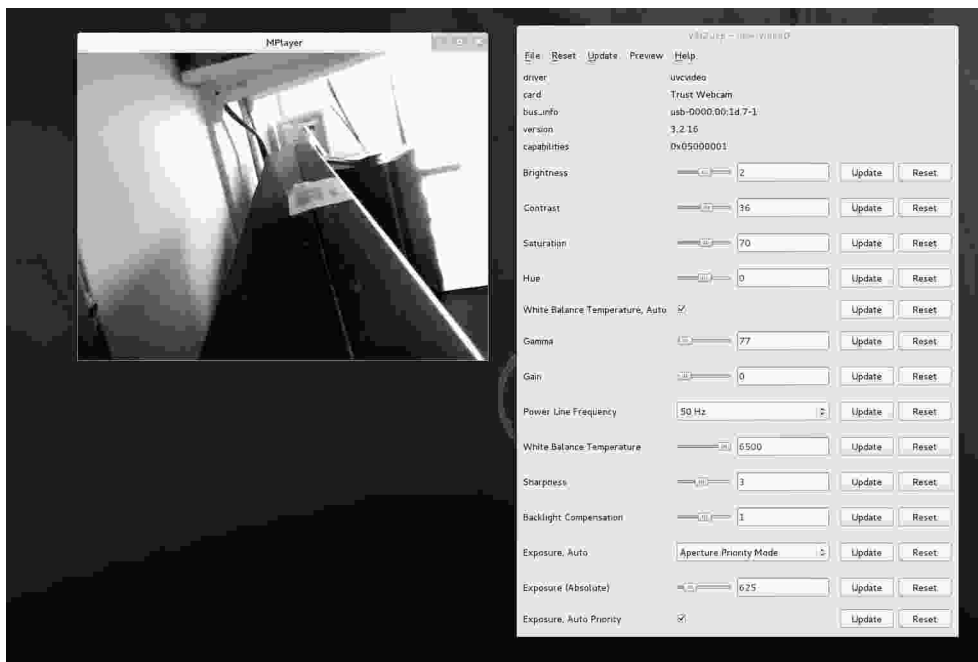 MPlayer
File Reset Update Preview Help
driver uvcvideo
card Trust Webcam
bus_info usb-0000:00:1d.7-1
version 3.2.16
capabilities 0x05000001
Brightness 2 Update Reset
Contrast 36 Update Reset
Saturation 70 Update Reset
Hue 0 Update Reset
White Balance Temperature, Auto Update Reset
Gamma 77 Update Reset
Gain 0 Update Reset
Power Line Frequency 50 Hz Update Reset
White Balance Temperature 6500 Update Reset
Sharpness 3 Update Reset
Backlight Compensation 1 Update Reset
Exposure, Auto Aperture Priority Mode Update Reset
Exposure (Absolute) 625 Update Reset
Exposure, Auto Priority Update Reset